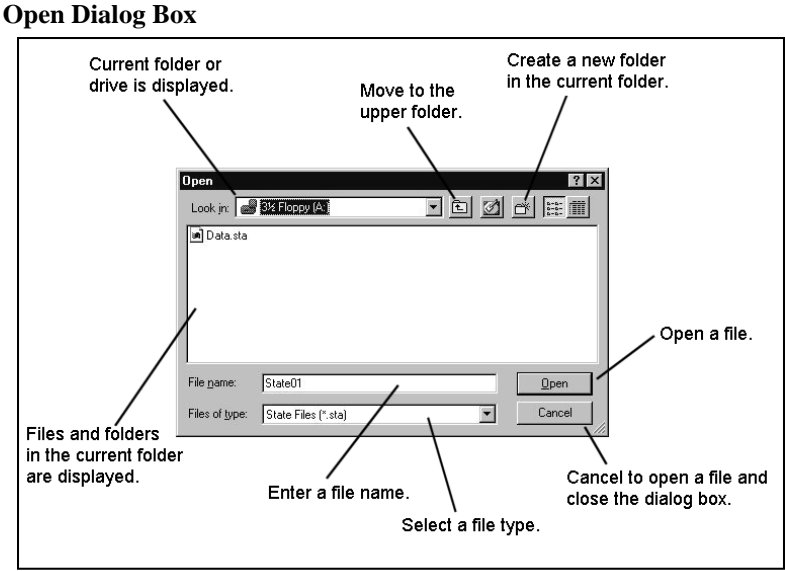 Open Dialog Box
Current folder or
drive is displayed.
Move to the
upper folder.
Create a new folder
in the current folder.
Open
Look in:
3½ Floppy (A:
Data.sta
Open a file.
File name:
State01
Open
Files of type:
State Files (*.sta)
Cancel
Files and folders
in the current folder
are displayed.
Enter a file name.
Select a file type.
Cancel to open a file and
close the dialog box.